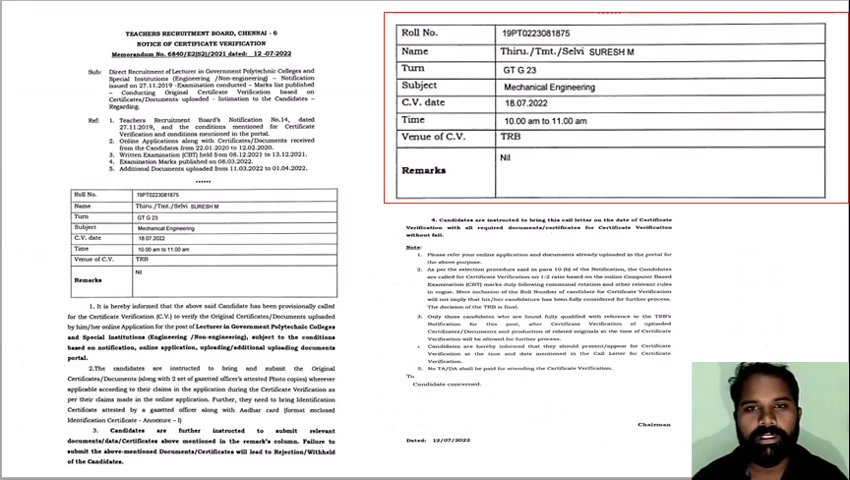 TEACHERS RECRUITMENT BOARD, CHENNAI - 6
NOTICE OF CERTIFICATE VERIFICATION
Memorandum No. 6840/E2(S2)/2021 dated: 12 -07-2022
Sub: Direct Recruitment of Lecturer in Government Polytechnic Colleges and
Special Institutions (Engineering /Non-engineering) – Notification
issued on 27.11.2019 -Examination conducted – Marks list published
- Conducting Original Certificate Verification based on
Certificates/Documents uploaded - Intimation to the Candidates –
Regarding.
Ref: 1. Teachers Recruitment Board's Notification No.14, dated
27.11.2019, and the conditions mentioned for Certificate
Verification and conditions mentioned in the portal.
2. Online Applications along with Certificates/Documents received
from the Candidates (from 22.01.2020 to 12.02.2020).
3. Written Examination (CBT) held from 08.12.2021 to 13.12.2021.
4. Examination Marks published on 08.03.2022.
5. Additional Documents uploaded from 11.03.2022 to 01.04.2022.
******
Roll No. 19PT0223081875
Name Thiru./Tmt./Selvi SURESH M
Turn GT G 23
Subject Mechanical Engineering
C.V. date 18.07.2022
Time 10.00 am to 11.00 am
Venue of C.V. TRB
Remarks Nil
1. It is hereby informed that the above said Candidate has been provisionally called
for the Certificate Verification (C.V.) to verify the Original Certificates/Documents uploaded
by him/her online Application for the post of Lecturer in Government Polytechnic Colleges
and Special Institutions (Engineering /Non-engineering), subject to the conditions
based on notification, online application, uploading/additional uploading documents
portal.
2.The candidates are instructed to bring and submit the Original
Certificates/Documents (along with 2 set of gazetted officer's attested Photo copies) wherever
applicable according to their claims in the application during the Certificate Verification as
per their claims made in the online application. Further, they need to bring Identification
Certificate attested by a gazetted officer along with Aadhar card (format enclosed
Identification Certificate - Annexure - I)
3. Candidates are further instructed to submit relevant
documents/data/Certificates above mentioned in the remark's column. Failure to
submit the above-mentioned Documents/Certificates will lead to Rejection/Withheld
of the Candidates.
Roll No. 19PT0223081875
Name Thiru./Tmt./Selvi SURESH M
Turn GT G 23
Subject Mechanical Engineering
C.V. date 18.07.2022
Time 10.00 am to 11.00 am
Venue of C.V. TRB
Remarks Nil
4. Candidates are instructed to bring this call letter on the date of Certificate
Verification with all required documents/certificates for Certificate Verification
without fail.
Note:
1. Please refer your online application and documents already uploaded in the portal for
the above purpose.
2. As per the selection procedure said in para 10 (b) of the Notification, the Candidates
are called for Certificate Verification on 1:2 ratio based on the online Computer Based
Examination (CBT) marks duly following communal rotation and other relevant rules
in vogue. Mere inclusion of the Roll Number of candidate for Certificate Verification
will not imply that his/her candidature has been fully considered for further process.
The decision of the TRB is final.
3. Only those candidates who are found fully qualified with reference to the TRB's
Notification for this post, after Certificate Verification of uploaded
Certificates/Documents and production of related originals at the time of Certificate
Verification will be allowed for further process.
Candidates are hereby informed that they should present/appear for Certificate
Verification at the time and date mentioned in the Call Letter for Certificate
Verification.
5. No TA/DA shall be paid for attending the Certificate Verification.
To
Candidate concerned.
Chairman
Dated: 12/07/2022